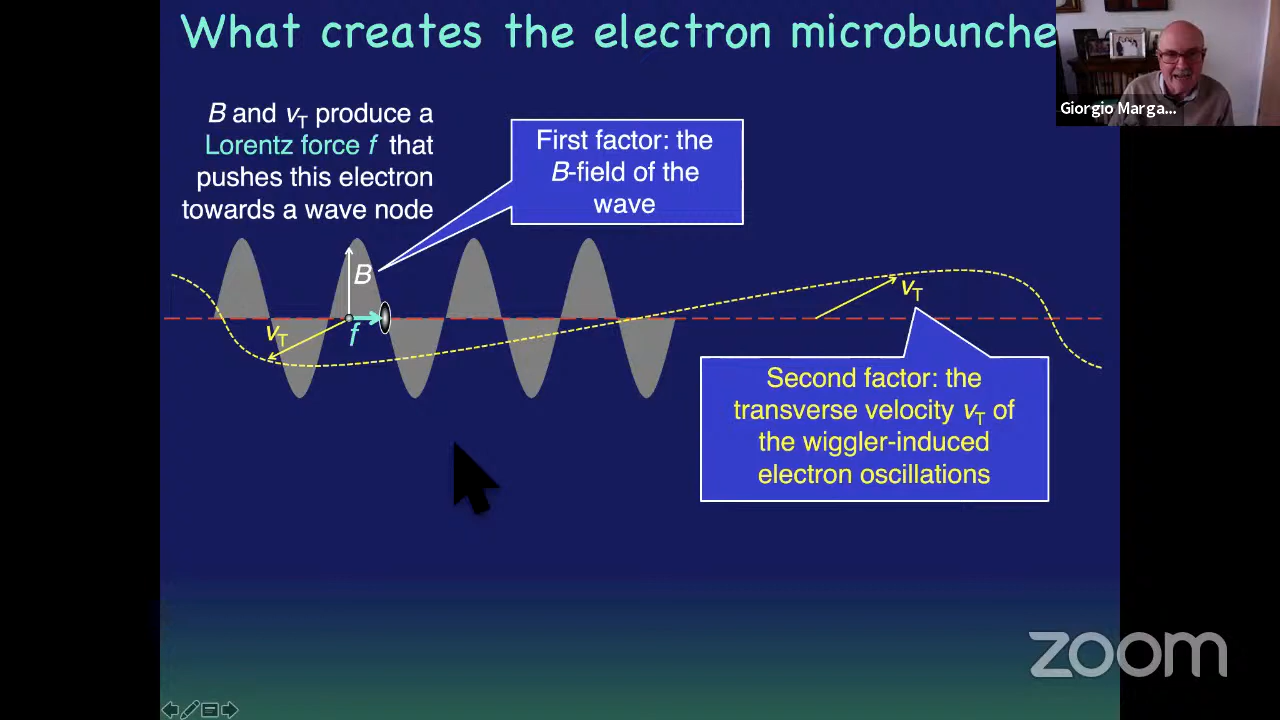 What creates the electron microbunche
Giorgio Marga...
B and vT produce a
Lorentz force f that
pushes this electron
towards a wave node
First factor: the
B-field of the
wave
B
f
vT
vT
Second factor: the
transverse velocity vT of
the wiggler-induced
electron oscillations
zoom